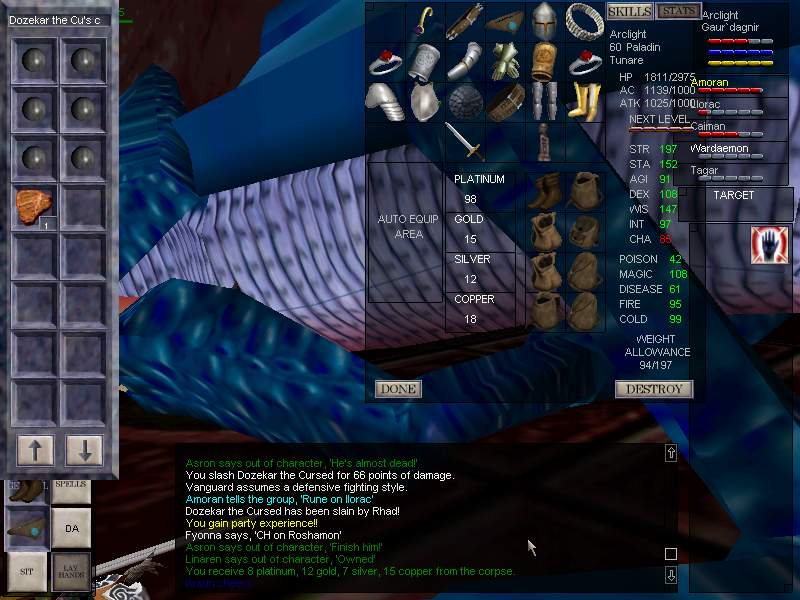 Dozekar the Cu's c
1
SPELLS
DA
SIT
LAY
HANDS
5
SKILLS
STATS
Arclight
60 Paladin
Tunare
HP 1811/2975
AC 1139/1000
ATK 1025/1000
NEXT LEVEL
STR 197
STA 152
AGI 91
DEX 108
WIS 147
INT 97
CHA 85
POISON 42
MAGIC 108
DISEASE 61
FIRE 95
COLD 99
WEIGHT
ALLOWANCE
94/197
AUTO EQUIP
AREA
PLATINUM
98
GOLD
15
SILVER
12
COPPER
18
DONE
DESTROY
Arclight
Gaur`dagnir
Amoran
Ilorac
Caiman
Wardaemon
Tagar
TARGET
Asron says out of character, 'He's almost dead!'
You slash Dozekar the Cursed for 66 points of damage.
Vanguard assumes a defensive fighting style.
Amoran tells the group, 'Rune on Ilorac'
Dozekar the Cursed has been slain by Rhad!
You gain party experience!!
Fyonna says, 'CH on Roshamon'
Asron says out of character, 'Finish him!'
Linaren says out of character, 'Owned'
You receive 8 platinum, 12 gold, 7 silver, 15 copper from the corpse.